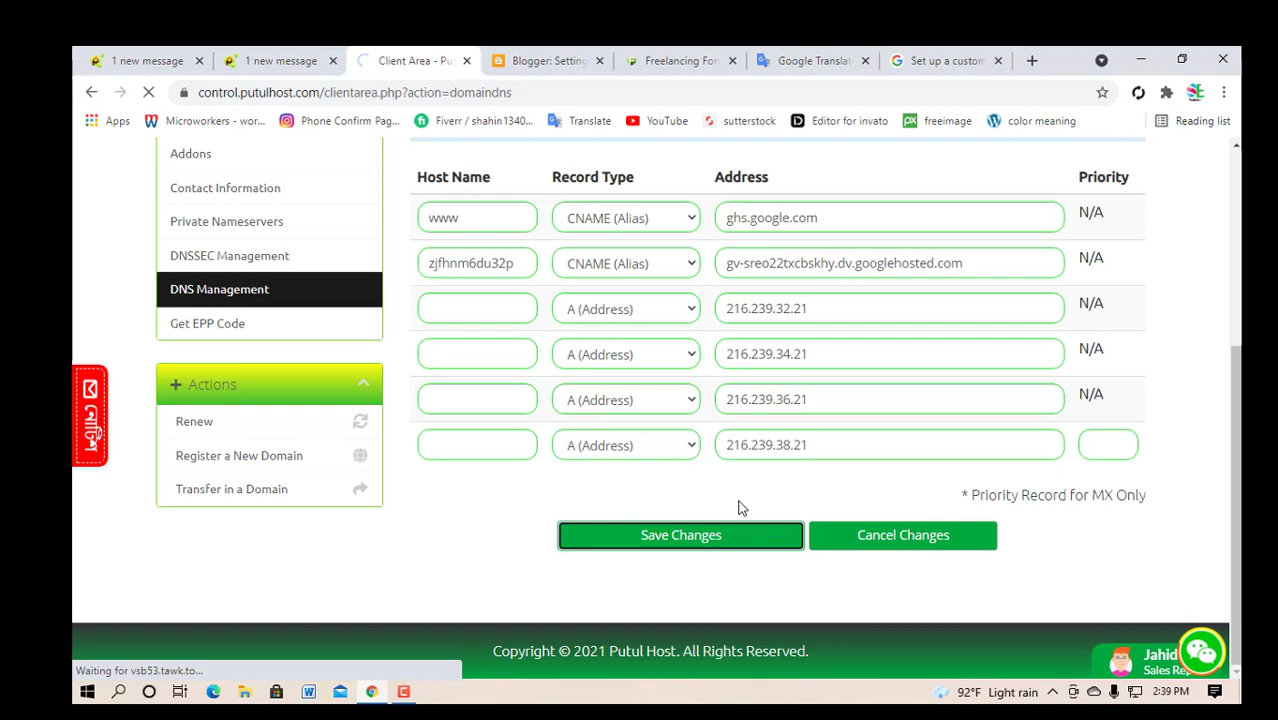 1 new message
1 new message
Client Area - Pu
Blogger: Setting
Freelancing For
Google Translat
Set up a custom
control.putulhost.com/clientarea.php?action=domaindns
Apps
Microworkers - wor...
Phone Confirm Pag...
Fiverr / shahin1340...
Translate
YouTube
sutterstock
Editor for invato
freeimage
color meaning
Reading list
Addons
Contact Information
Private Nameservers
DNSSEC Management
DNS Management
Get EPP Code
Actions
Renew
Register a New Domain
Transfer in a Domain
Host Name Record Type Address Priority
www CNAME (Alias) ghs.google.com N/A
zjfhnm6du32p CNAME (Alias) gv-sreo22txcbskhy.dv.googlehosted.com N/A
A (Address) 216.239.32.21 N/A
A (Address) 216.239.34.21 N/A
A (Address) 216.239.36.21 N/A
A (Address) 216.239.38.21
* Priority Record for MX Only
Save Changes Cancel Changes
Copyright © 2021 Putul Host. All Rights Reserved.
Jahid
Sales Re
Waiting for vsb53.tawk.to...
92°F Light rain
2:39 PM